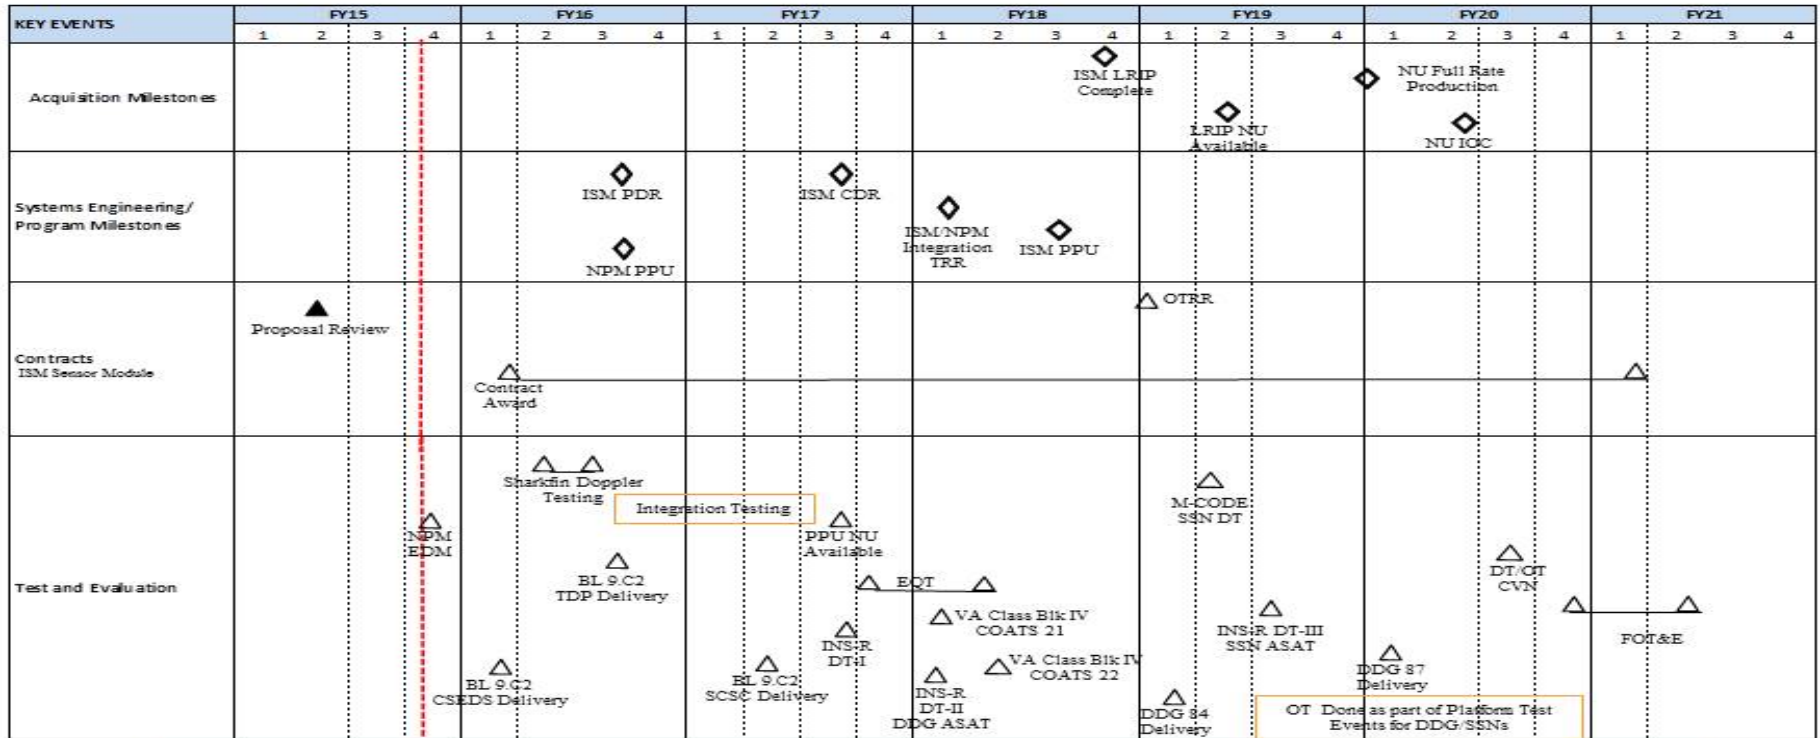 KEY EVENTS
FY15 FY16 FY17 FY18 FY19 FY20 FY21
1 2 3 4 1 2 3 4 1 2 3 4 1 2 3 4 1 2 3 4 1 2 3 4 1 2 3 4
Acquisition Milestones
ISM LRIP
Complete
LRIP NU
Available
NU Full Rate
Production
NU IOC
Systems Engineering/
Program Milestones
ISM PDR
NPM PPU
ISM CDR
ISM/NPM
Integration
TRR
ISM PPU
Contracts
ISM Sensor Module
Proposal Review
Contract
Award
OTRR
Test and Evaluation
NPM
EDM
Sharkfin Doppler
Testing
Integration Testing
BL 9.C2
TDP Delivery
BL 9.C2
CSEDS Delivery
PPU NU
Available
EQT
INS-R
DT-I
BL 9.C2
SCSC Delivery
VA Class Blk IV
COATS 21
VA Class Blk IV
COATS 22
INS-R
DT-II
DDG ASAT
M-CODE
SSN DT
INS-R DT-III
SSN ASAT
DDG 84
Delivery
DT/OT
CVN
DDG 87
Delivery
FOT&E
OT Done as part of Platform Test
Events for DDG/SSNs